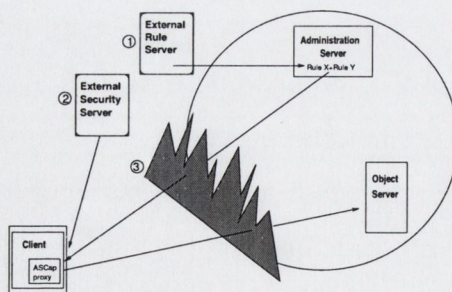 ①
External
Rule
Server
Administration
Server
Rule X+Rule Y
②
External
Security
Server
③
Object
Server
Client
ASCap
proxy